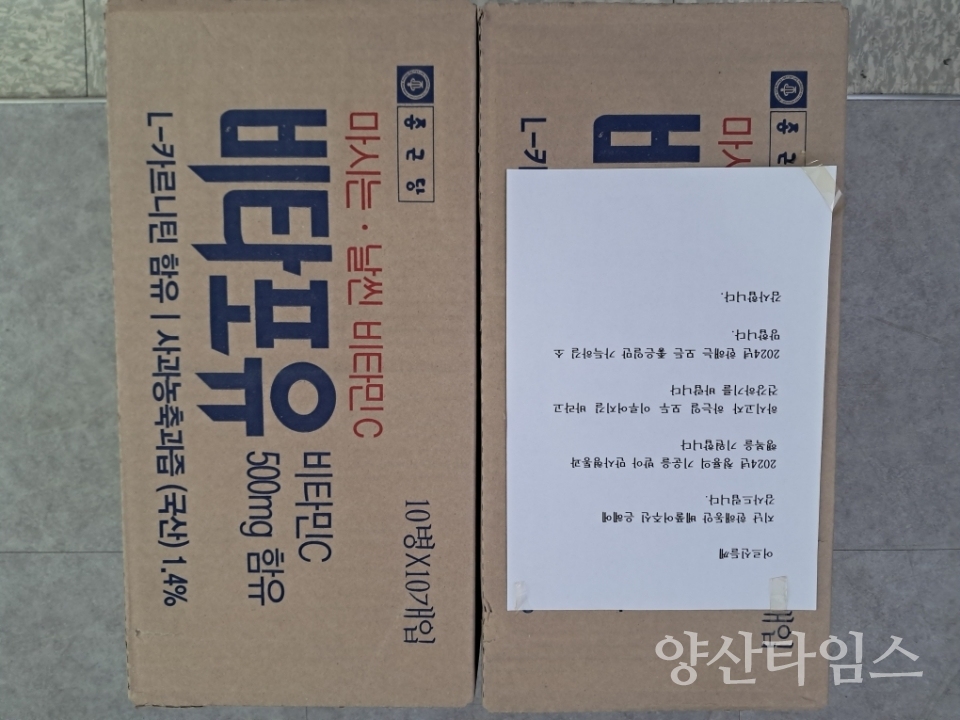 종근당
마시는·날씬 비타민C
비타포유
비타민C
500mg 함유
L-카르니틴 함유 | 사과농축과즙 (국산) 1.4%
10병X10개입
종근
마시
비
L-카
개입
어르신들께
지난 한해동안 베풀어주신 은혜에
감사드립니다.
2024년 청룡의 기운을 받아 만사형통과
행복을 기원합니다
하시고자 하는일 모두 이루어지길 바라고
건강하기를 바랍니다
2024년 한해는 모든 좋은일만 가득하길 소
망합니다.
감사합니다.
양산타임스